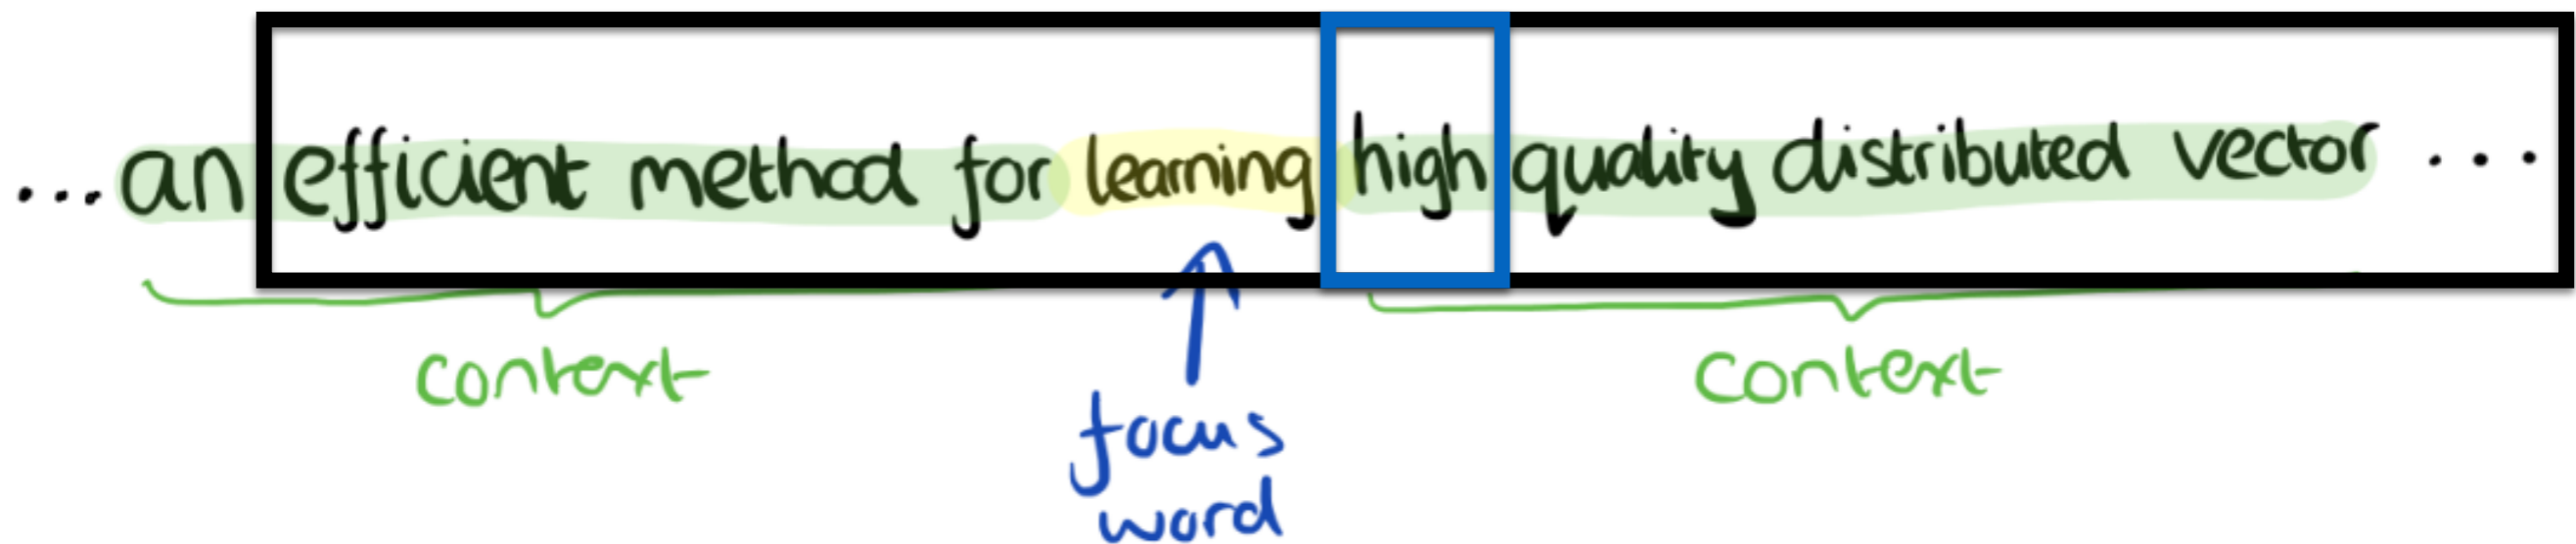 ... an efficient method for learning high quality distributed vector ...
context context
focus
word